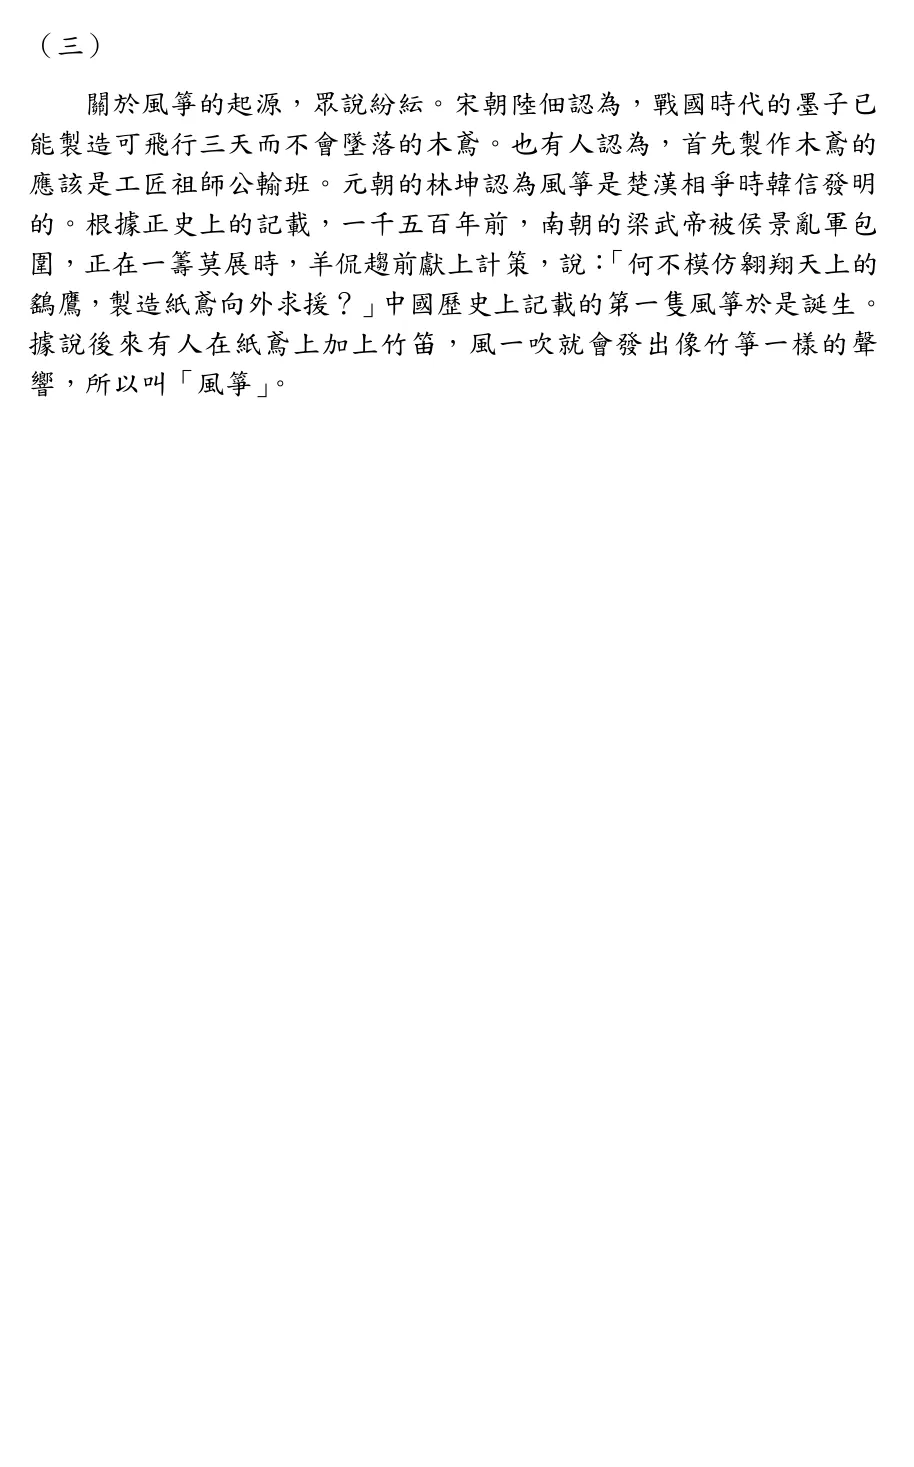 （三）
關於風箏的起源，眾說紛紜。宋朝陸佃認為，戰國時代的墨子已
能製造可飛行三天而不會墜落的木鳶。也有人認為，首先製作木鳶的
應該是工匠祖師公輸班。元朝的林坤認為風箏是楚漢相爭時韓信發明
的。根據正史上的記載，一千五百年前，南朝的梁武帝被侯景亂軍包
圍，正在一籌莫展時，羊侃趨前獻上計策，說：「何不模仿翱翔天上的
鷂鷹，製造紙鳶向外求援？」中國歷史上記載的第一隻風箏於是誕生。
據說後來有人在紙鳶上加上竹笛，風一吹就會發出像竹箏一樣的聲
響，所以叫「風箏」。